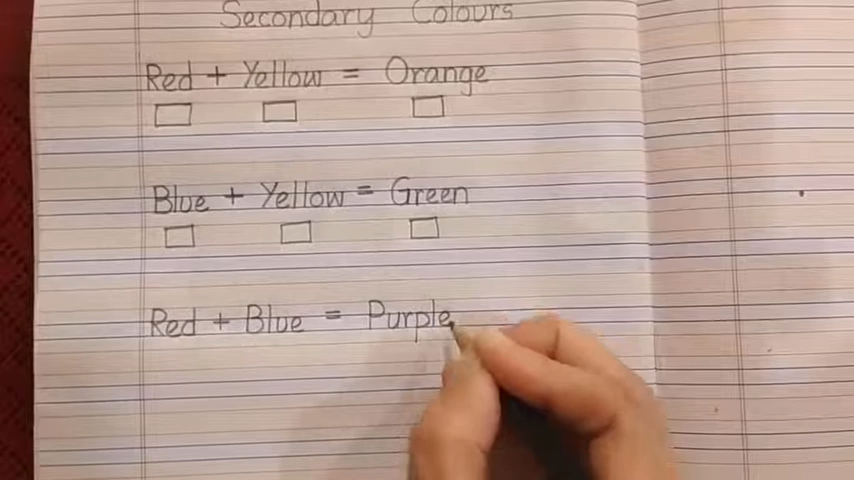 Secondary Colours
Red + Yellow = Orange
Blue + Yellow = Green
Red + Blue = Purple